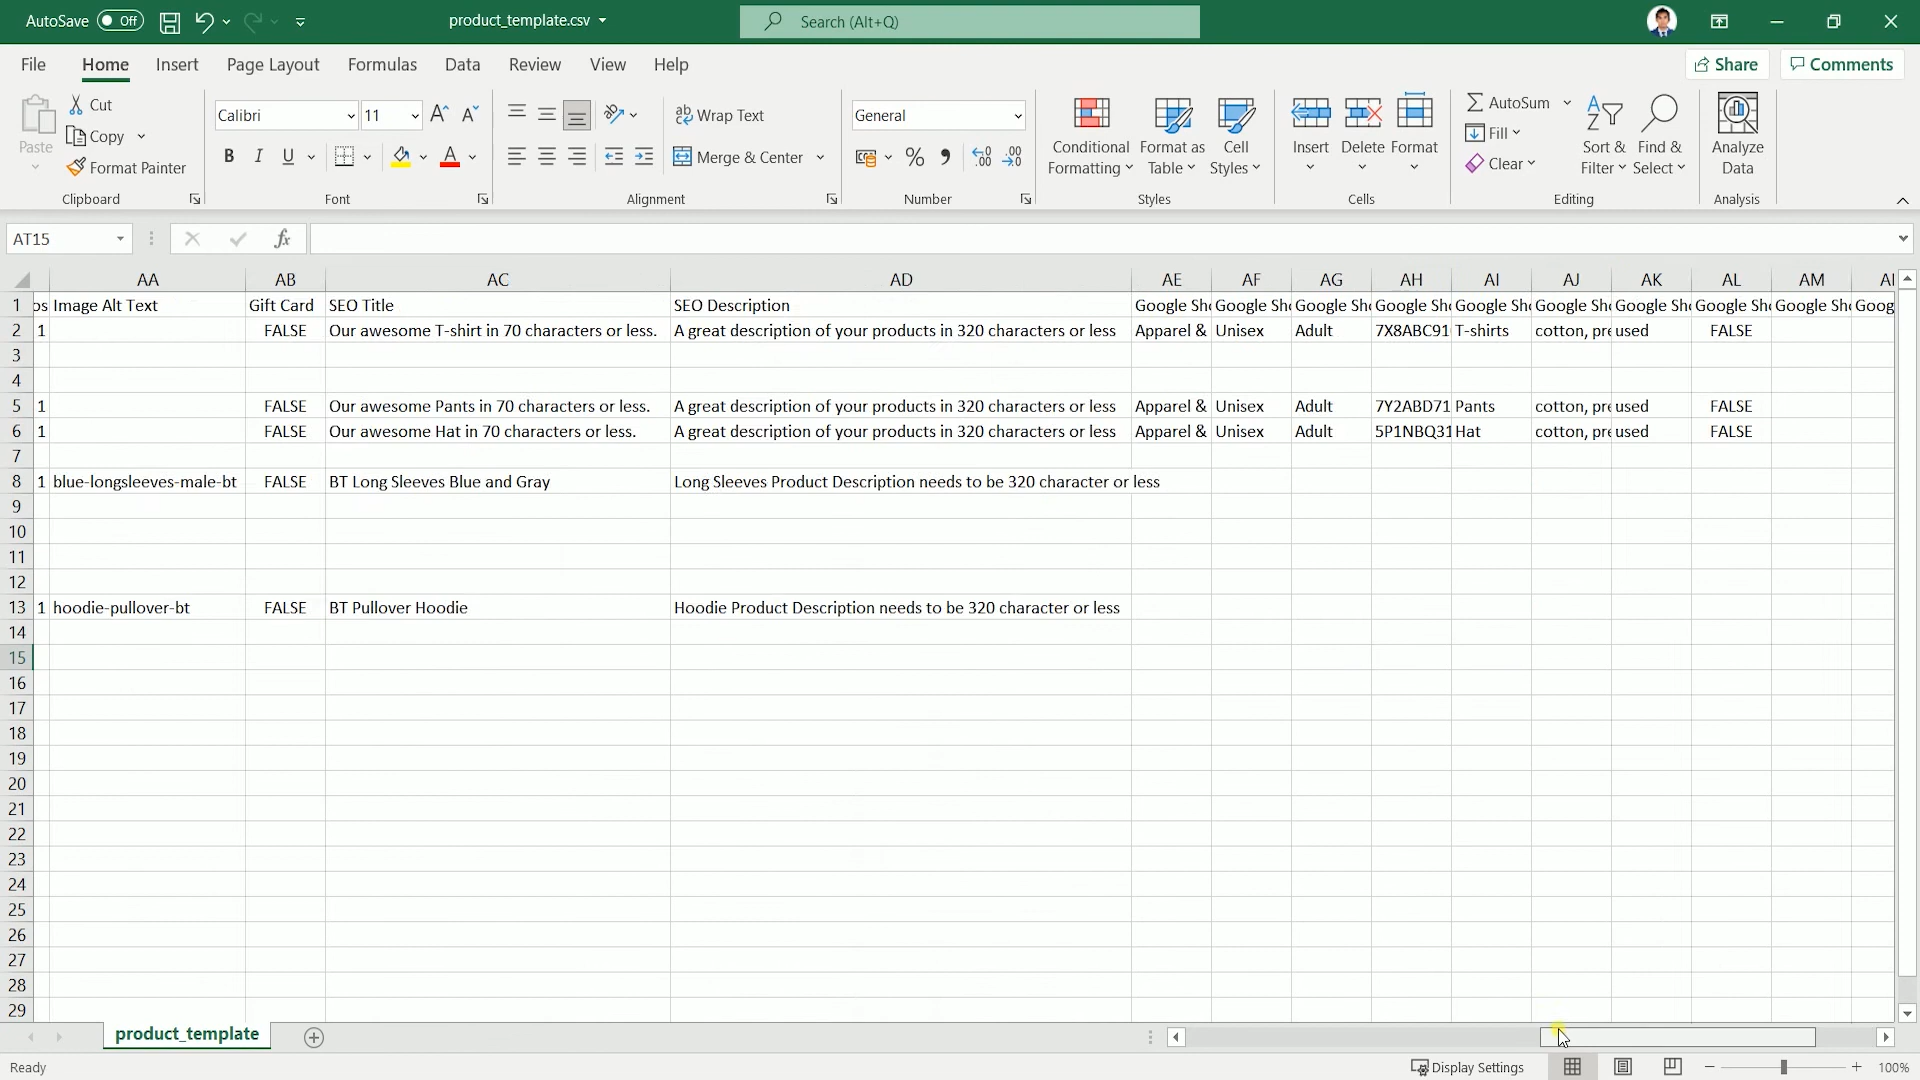 AutoSave Off product_template.csv Search (Alt+Q)
File Home Insert Page Layout Formulas Data Review View Help Share Comments
Paste Cut Copy Format Painter Clipboard
Calibri 11 B I U Font
Wrap Text Merge & Center Alignment
General % Number
Conditional Formatting Format as Table Cell Styles Styles
Insert Delete Format Cells
AutoSum Fill Clear Sort & Filter Find & Select Editing
Analyze Data Analysis
AT15 fx
AA AB AC AD AE AF AG AH AI AJ AK AL AM
1 os Image Alt Text Gift Card SEO Title SEO Description Google Sho Google Sho Google Sho Google Sho Google Sho Google Sho Google Sho Google Sho Google Sho Goog
2 1 FALSE Our awesome T-shirt in 70 characters or less. A great description of your products in 320 characters or less Apparel & Unisex Adult 7X8ABC91 T-shirts cotton, pre used FALSE
3
4
5 1 FALSE Our awesome Pants in 70 characters or less. A great description of your products in 320 characters or less Apparel & Unisex Adult 7Y2ABD71 Pants cotton, pre used FALSE
6 1 FALSE Our awesome Hat in 70 characters or less. A great description of your products in 320 characters or less Apparel & Unisex Adult 5P1NBQ31 Hat cotton, pre used FALSE
7
8 1 blue-longsleeves-male-bt FALSE BT Long Sleeves Blue and Gray Long Sleeves Product Description needs to be 320 character or less
9
10
11
12
13 1 hoodie-pullover-bt FALSE BT Pullover Hoodie Hoodie Product Description needs to be 320 character or less
14
15
16
17
18
19
20
21
22
23
24
25
26
27
28
29
product_template
Ready Display Settings 100%